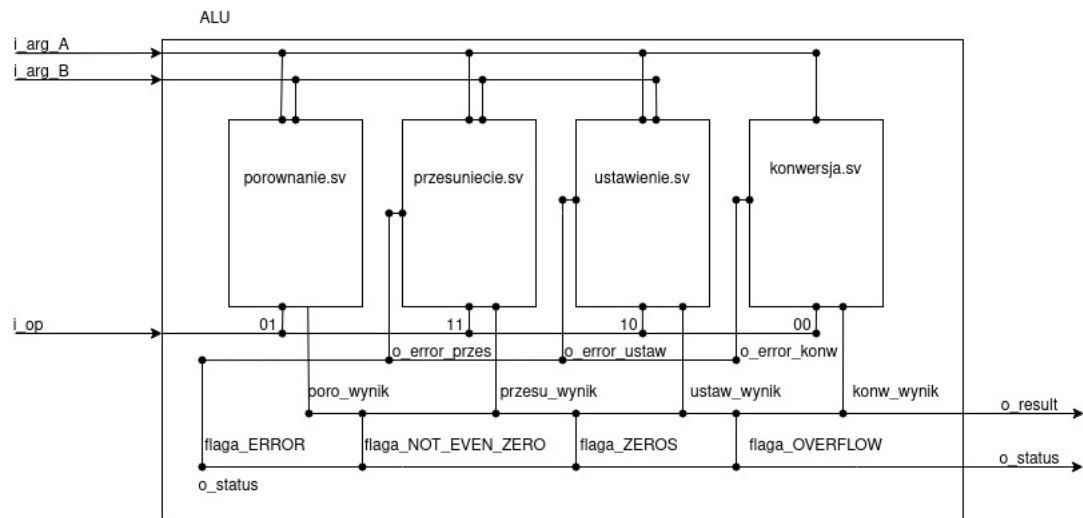 ALU
i_arg_A
i_arg_B
porownanie.sv
przesuniecie.sv
ustawienie.sv
konwersja.sv
i_op
01
11
10
00
o_error_przes
o_error_ustaw
o_error_konw
poro_wynik
przesu_wynik
ustaw_wynik
konw_wynik
o_result
flaga_ERROR
flaga_NOT_EVEN_ZERO
flaga_ZEROS
flaga_OVERFLOW
o_status
o_status